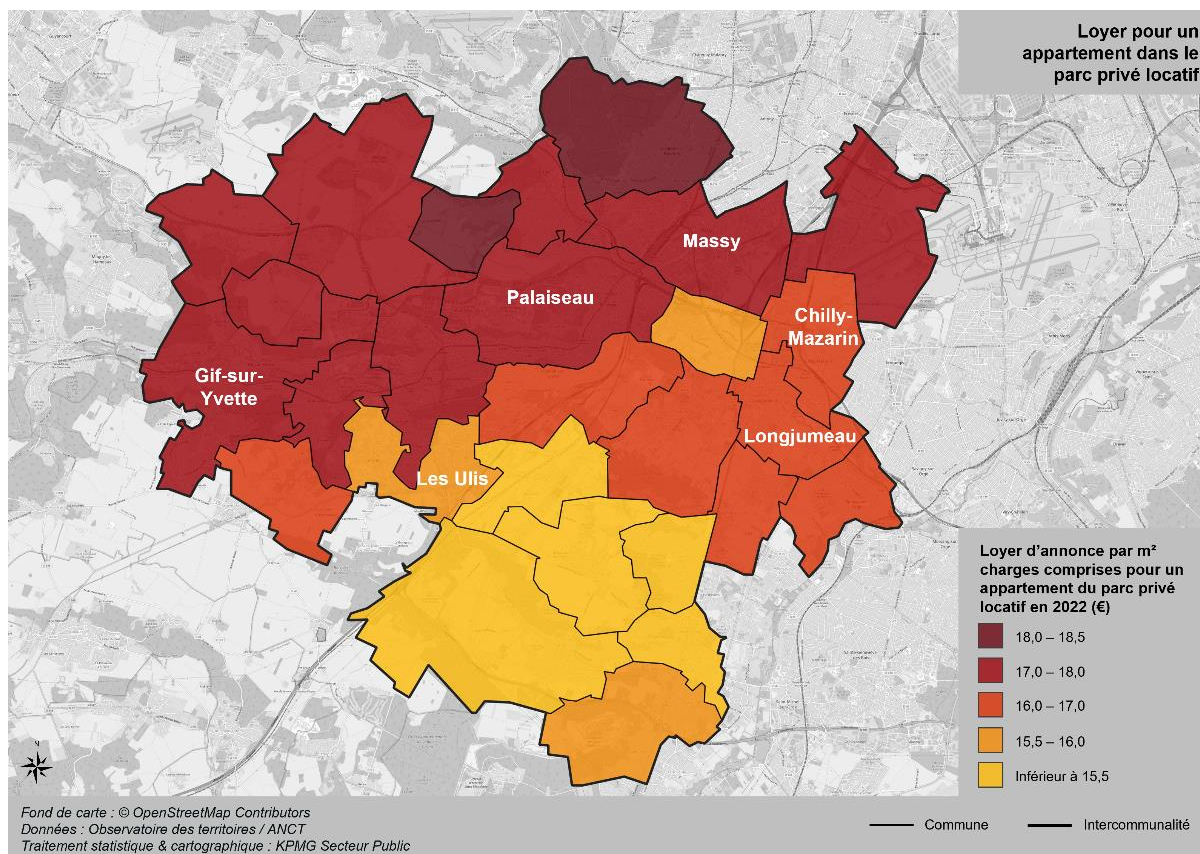 Loyer pour un
appartement dans le
parc privé locatif
Massy
Palaiseau
Chilly-
Mazarin
Gif-sur-
Yvette
Longjumeau
Les Ulis
Loyer d’annonce par m²
charges comprises pour un
appartement du parc privé
locatif en 2022 (€)
18,0 – 18,5
17,0 – 18,0
16,0 – 17,0
15,5 – 16,0
Inférieur à 15,5
N
Fond de carte : © OpenStreetMap Contributors
Données : Observatoire des territoires / ANCT
Traitement statistique & cartographique : KPMG Secteur Public
Commune
Intercommunalité